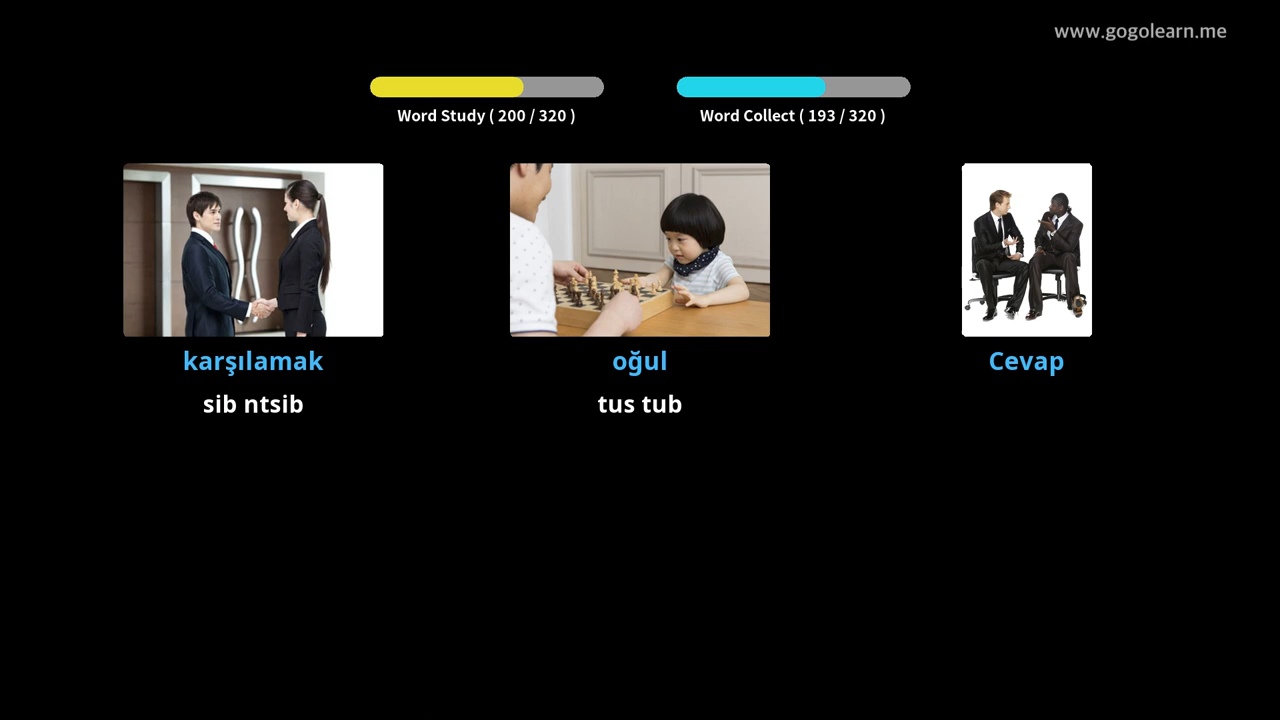 www.gogolearn.me
Word Study ( 200 / 320 )
Word Collect ( 193 / 320 )
karşılamak
oğul
Cevap
sib ntsib
tus tub